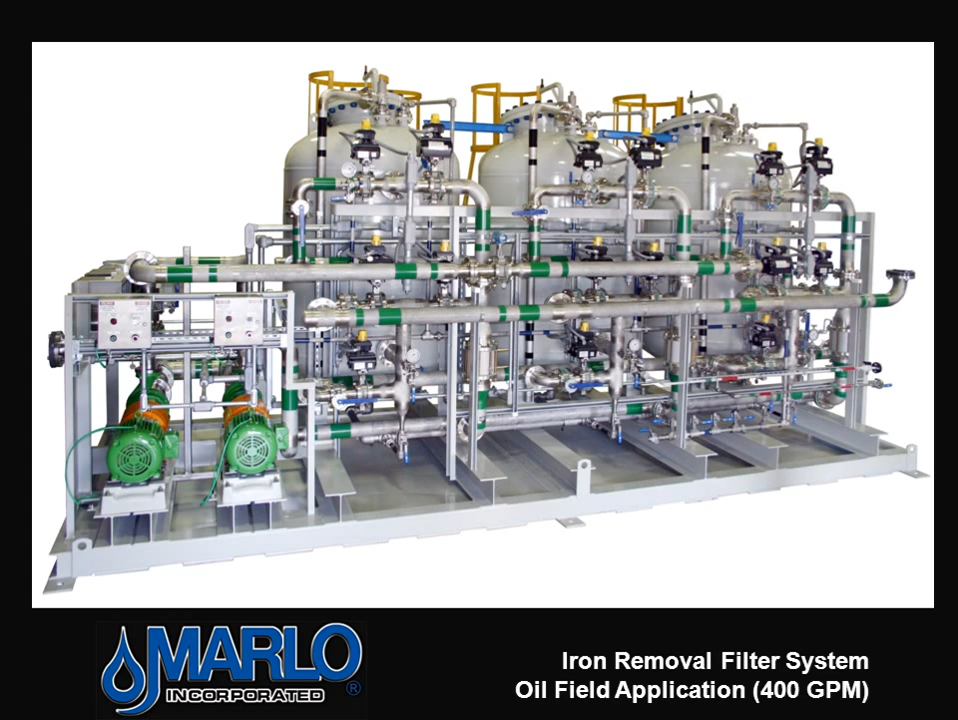 MARLO
INCORPORATED
®
Iron Removal Filter System
Oil Field Application (400 GPM)